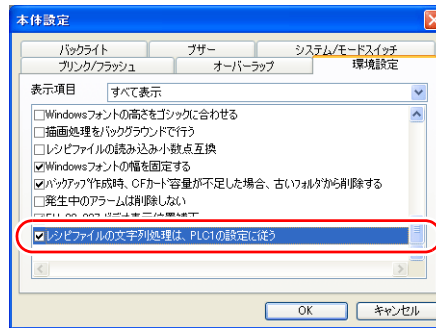 本体設定
バックライト ブザー システム/モードスイッチ
ブリンク/フラッシュ オーバーラップ 環境設定
表示項目 すべて表示
Windowsフォントの高さをゴシックに合わせる
描画処理をバックグラウンドで行う
レシピファイルの読み込み小数点互換
Windowsフォントの幅を固定する
バックアップ作成時、CFカード容量が不足した場合、古いフォルダから削除する
発生中のアラームは削除しない
レシピファイルの文字列処理は、PLC1の設定に従う
OK キャンセル